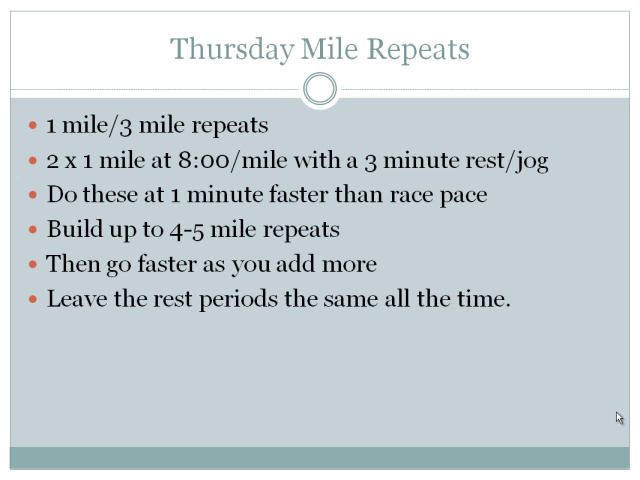 Thursday Mile Repeats
• 1 mile/3 mile repeats
• 2 x 1 mile at 8:00/mile with a 3 minute rest/jog
• Do these at 1 minute faster than race pace
• Build up to 4-5 mile repeats
• Then go faster as you add more
• Leave the rest periods the same all the time.